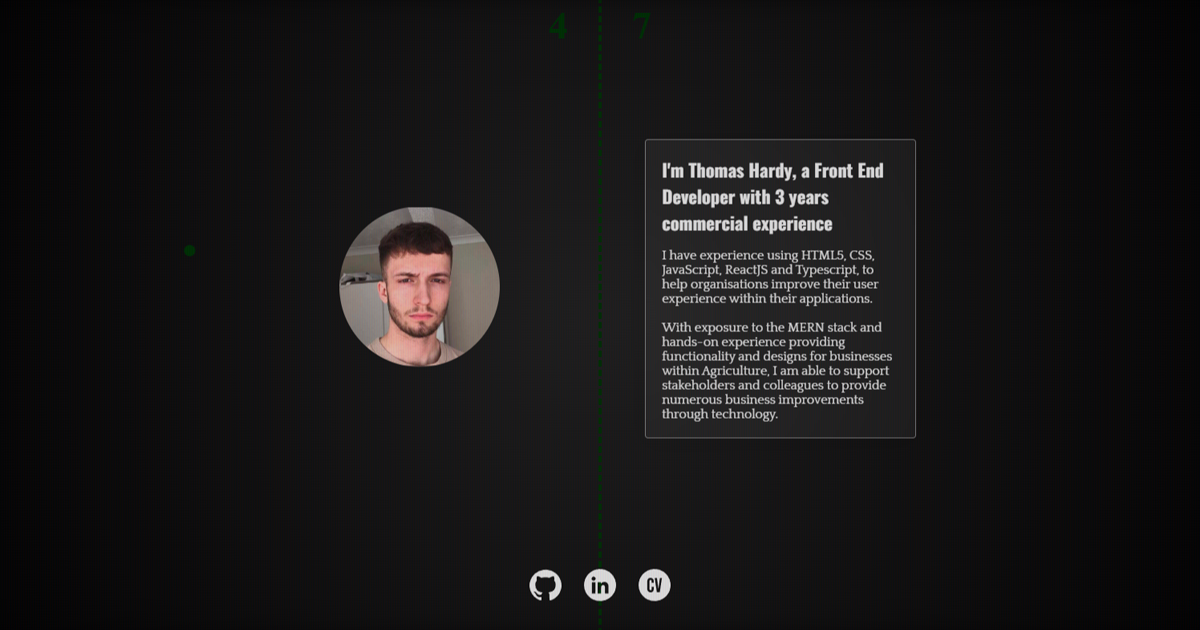 4 7
I'm Thomas Hardy, a Front End
Developer with 3 years
commercial experience
I have experience using HTML5, CSS,
JavaScript, ReactJS and Typescript, to
help organisations improve their user
experience within their applications.
With exposure to the MERN stack and
hands-on experience providing
functionality and designs for businesses
within Agriculture, I am able to support
stakeholders and colleagues to provide
numerous business improvements
through technology.
in CV